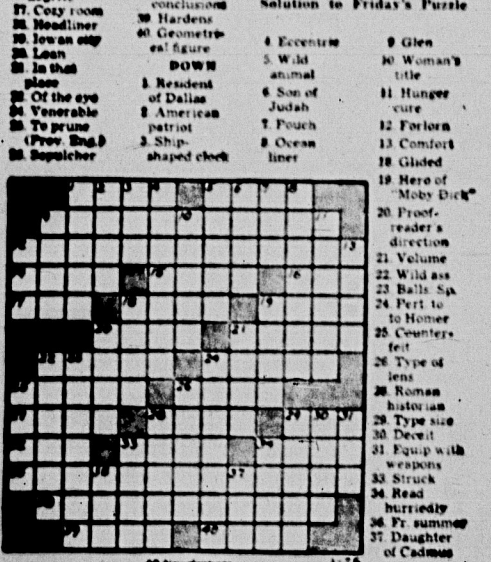 17. Cozy room
18. Headliner
19. Iowan city
20. Loan
21. In that
place
22. Of the eye
24. Venerable
25. To prune
(Prov. Eng.)
26. Sepulcher
conclusions
39. Hardens
40. Geometri-
cal figure
DOWN
1. Resident
of Dallas
2. American
patriot
3. Ship-
shaped clock
Solution to Friday's Puzzle
4. Eccentric
5. Wild
animal
6. Son of
Judah
7. Pouch
8. Ocean
liner
9. Glen
10. Woman's
title
11. Hunger
cure
12. Forlorn
13. Comfort
18. Glided
19. Hero of
"Moby Dick"
20. Proof-
reader's
direction
21. Volume
22. Wild ass
23. Balls: Sp.
24. Pert. to
to Homer
25. Counter-
feit
26. Type of
lens
28. Roman
historian
29. Type size
30. Deceit
31. Equip with
weapons
33. Struck
34. Read
hurriedly
36. Fr. summer
37. Daughter
of Cadmus